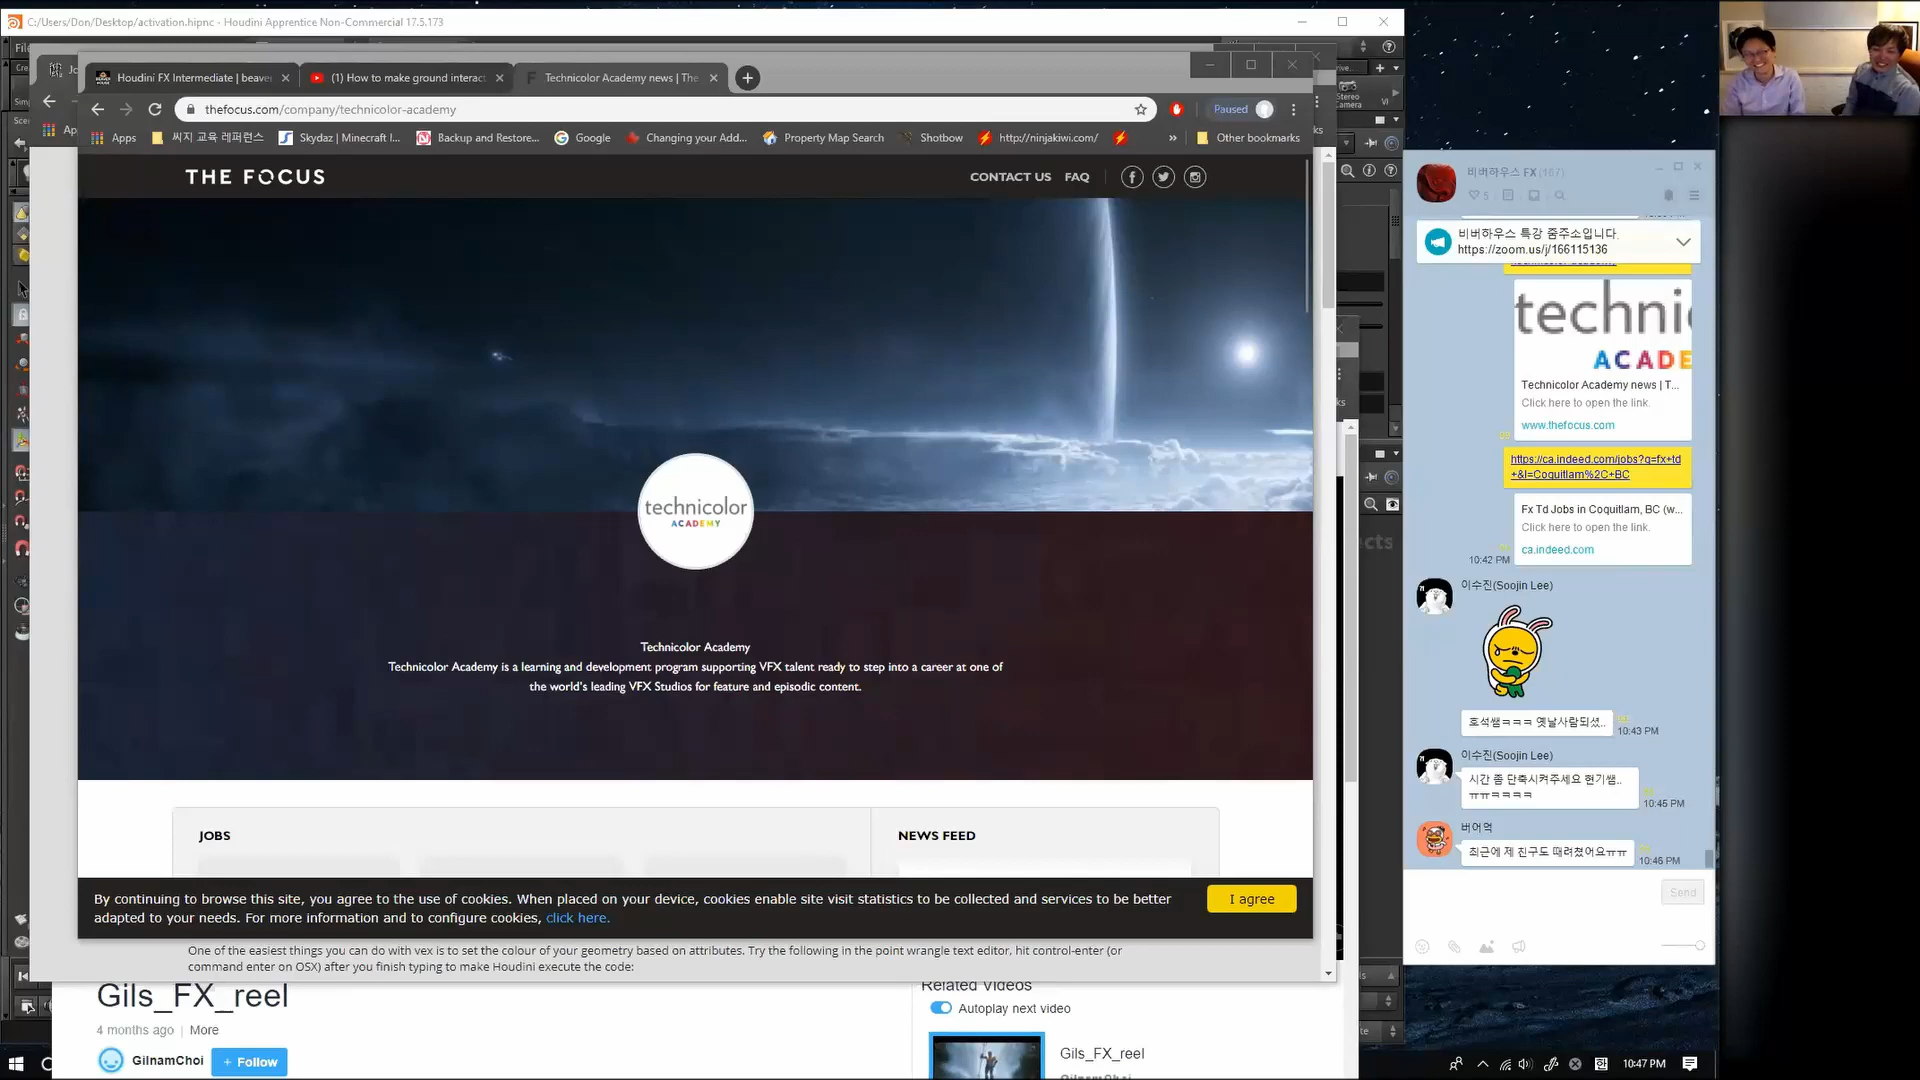 C:/Users/Don/Desktop/activation.hipnc - Houdini Apprentice Non-Commercial 17.5.173
File
Houdini FX Intermediate | beaver
(1) How to make ground interact
Technicolor Academy news | The
thefocus.com/company/technicolor-academy
Paused
Stereo
Camera
Apps
씨지 교육 레퍼런스
Skydaz | Minecraft l...
Backup and Restore...
Google
Changing your Add...
Property Map Search
Shotbow
http://ninjakiwi.com/
»
Other bookmarks
THE FOCUS
CONTACT US
FAQ
technicolor
ACADEMY
Technicolor Academy
Technicolor Academy is a learning and development program supporting VFX talent ready to step into a career at one of
the world's leading VFX Studios for feature and episodic content.
JOBS
NEWS FEED
By continuing to browse this site, you agree to the use of cookies. When placed on your device, cookies enable site visit statistics to be collected and services to be better
adapted to your needs. For more information and to configure cookies, click here.
I agree
One of the easiest things you can do with vex is to set the colour of your geometry based on attributes. Try the following in the point wrangle text editor, hit control-enter (or
command enter on OSX) after you finish typing to make Houdini execute the code:
Gils_FX_reel
4 months ago | More
GilnamChoi
+ Follow
Related Videos
Autoplay next video
Gils_FX_reel
비버하우스 FX (167)
5
비버하우스 특강 줌주소입니다.
https://zoom.us/j/166115136
techni
ACADE
Technicolor Academy news | T...
Click here to open the link.
www.thefocus.com
https://ca.indeed.com/jobs?q=fx+td
+&l=Coquitlam%2C+BC
Fx Td Jobs in Coquitlam, BC (w...
Click here to open the link.
ca.indeed.com
10:42 PM
이수진(Soojin Lee)
호석쌤ㅋㅋㅋ 옛날사람되셨..
10:43 PM
이수진(Soojin Lee)
시간 좀 단축시켜주세요 현기쌤..
ㅠㅠㅋㅋㅋㅋ
10:45 PM
버어억
최근에 제 친구도 때려쳤어요ㅠㅠ
10:46 PM
Send
10:47 PM